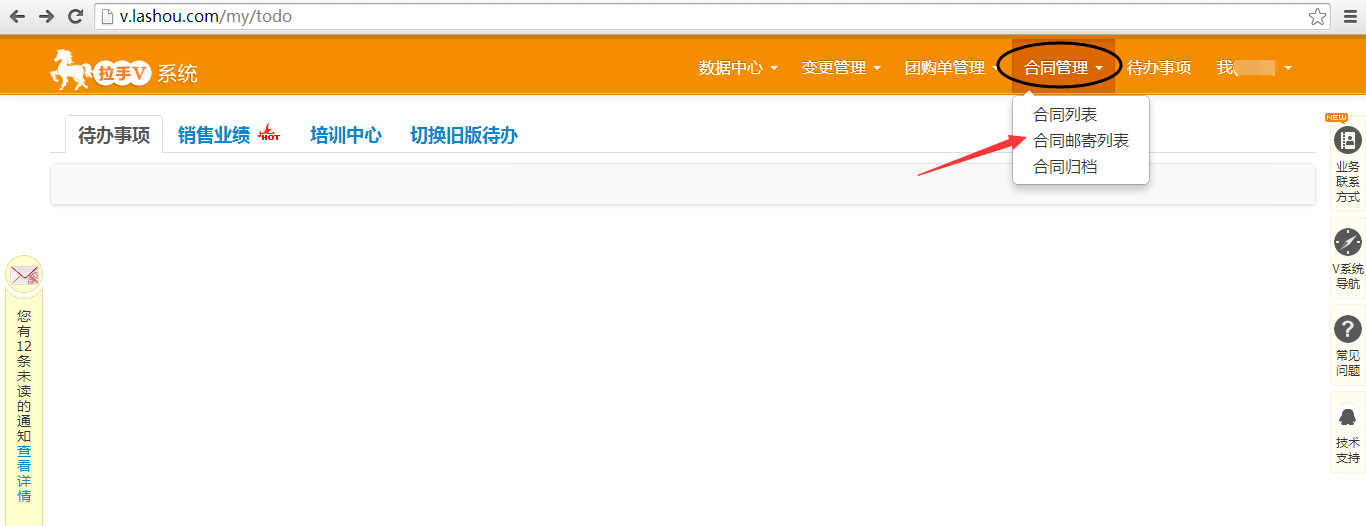 v.lashou.com/my/todo
拉手V 系统
数据中心 变更管理 团购单管理 合同管理 待办事项 我(
合同列表
合同邮寄列表
合同归档
待办事项 销售业绩 HOT 培训中心 切换旧版待办
NEW
业务
联系
方式
V系统
导航
?
常见
问题
技术
支持
您
有
12
条
未
读
的
通
知
查
看
详
情